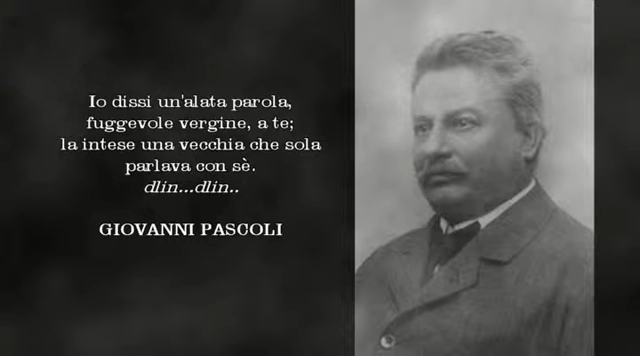 Io dissi un'alata parola,
fuggevole vergine, a te;
la intese una vecchia che sola
parlava con sè.
dlin...dlin..
GIOVANNI PASCOLI